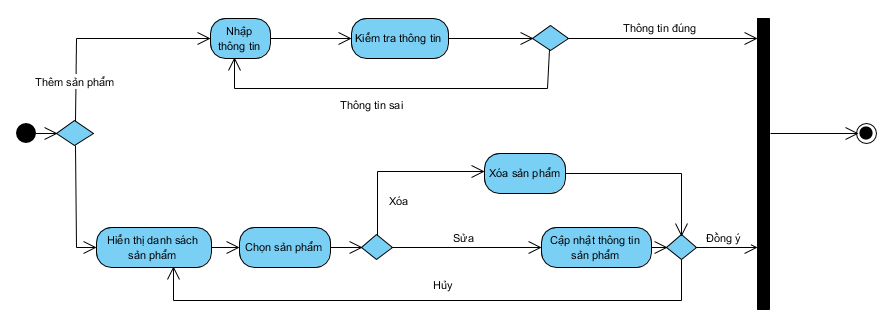 Nhập
thông tin
Kiểm tra thông tin
Thông tin đúng
Thêm sản phẩm
Thông tin sai
Xóa sản phẩm
Xóa
Hiển thị danh sách
sản phẩm
Chọn sản phẩm
Sửa
Cập nhật thông tin
sản phẩm
Đồng ý
Hủy